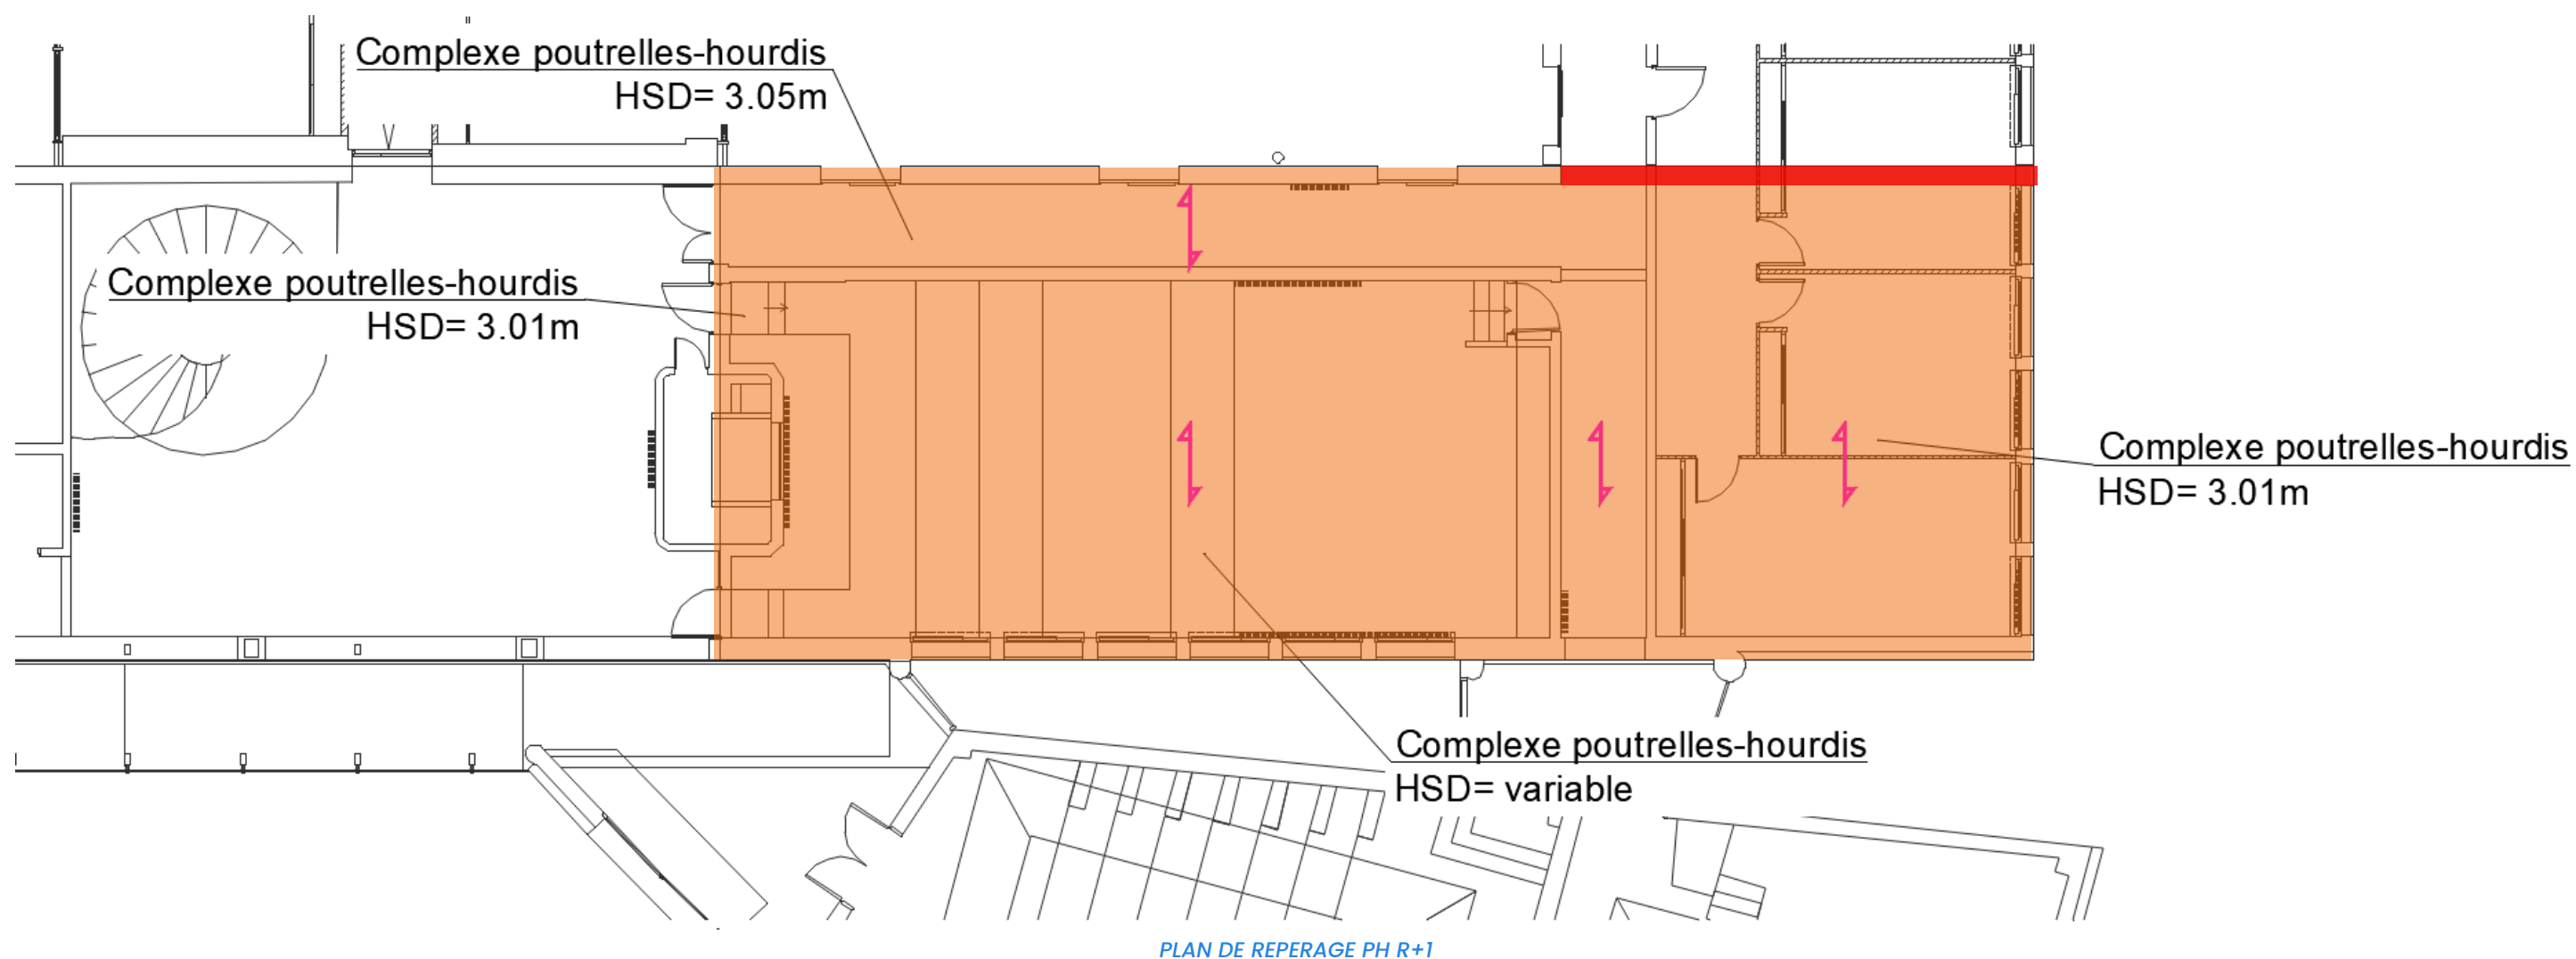 Complexe poutrelles-hourdis
HSD= 3.05m
Complexe poutrelles-hourdis
HSD= 3.01m
Complexe poutrelles-hourdis
HSD= 3.01m
Complexe poutrelles-hourdis
HSD= variable
PLAN DE REPERAGE PH R+1